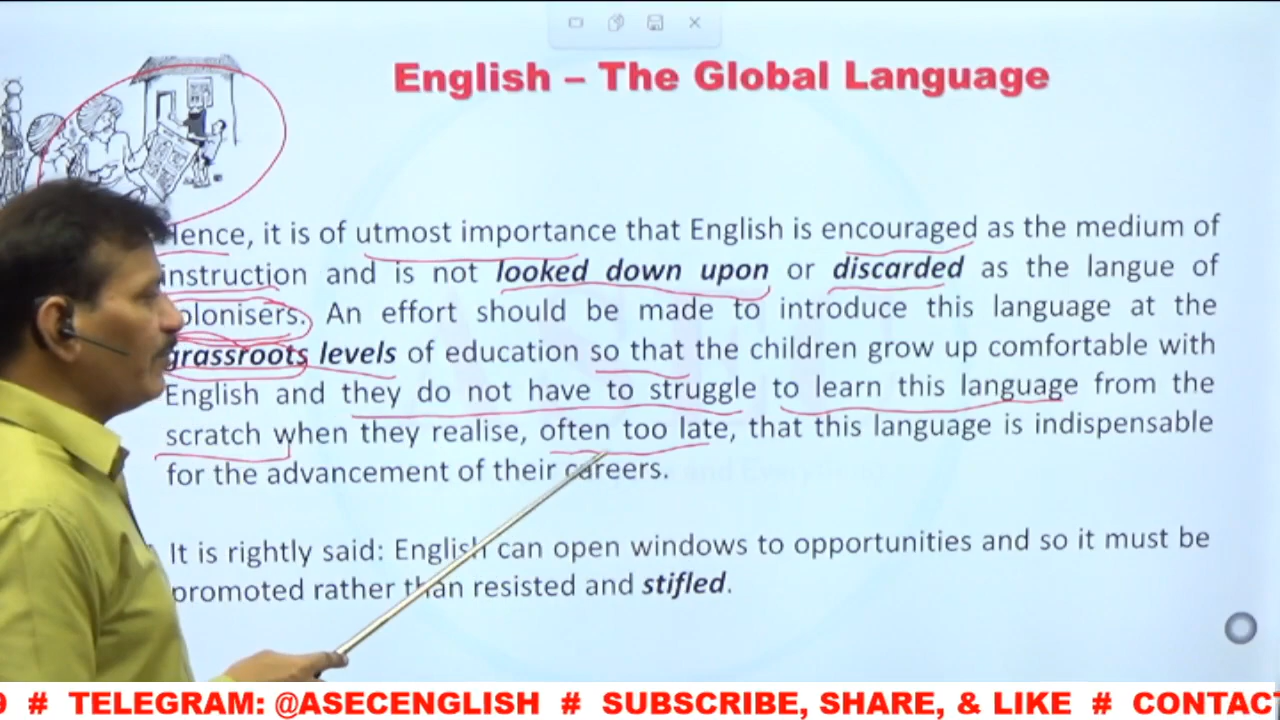 English – The Global Language
Hence, it is of utmost importance that English is encouraged as the medium of
instruction and is not looked down upon or discarded as the langue of
olonisers. An effort should be made to introduce this language at the
grassroots levels of education so that the children grow up comfortable with
English and they do not have to struggle to learn this language from the
scratch when they realise, often too late, that this language is indispensable
for the advancement of their careers.
It is rightly said: English can open windows to opportunities and so it must be
promoted rather than resisted and stifled.
9 # TELEGRAM: @ASECENGLISH # SUBSCRIBE, SHARE, & LIKE # CONTAC